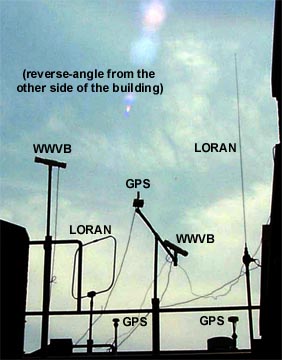 (reverse-angle from the
other side of the building)
WWVB
LORAN
GPS
LORAN
WWVB
GPS
GPS